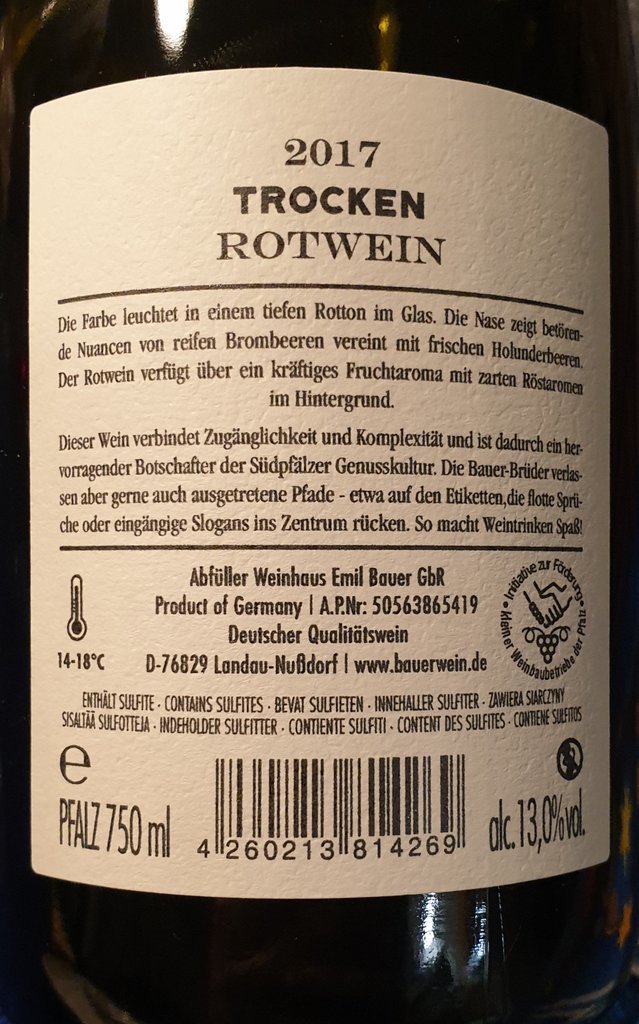 2017
TROCKEN
ROTWEIN
Die Farbe leuchtet in einem tiefen Rotton im Glas. Die Nase zeigt betören-
de Nuancen von reifen Brombeeren vereint mit frischen Holunderbeeren.
Der Rotwein verfügt über ein kräftiges Fruchtaroma mit zarten Röstaromen
im Hintergrund.
Dieser Wein verbindet Zugänglichkeit und Komplexität und ist dadurch ein her-
vorragender Botschafter der Südpfälzer Genusskultur. Die Bauer-Brüder verlas-
sen aber gerne auch ausgetretene Pfade - etwa auf den Etiketten, die flotte Sprü-
che oder eingängige Slogans ins Zentrum rücken. So macht Weintrinken Spaß!
Abfüller Weinhaus Emil Bauer GbR
Product of Germany | A.P.Nr: 50563865419
Deutscher Qualitätswein
D-76829 Landau-Nußdorf | www.bauerwein.de
14-18°C
• Initiative zur Förderung •
kleiner Weinbaubetriebe der Pfalz
ENTHÄLT SULFITE · CONTAINS SULFITES · BEVAT SULFIETEN · INNEHALLER SULFITER · ZAWIERA SIARCZYNY
SISALTÄÄ SULFOTTEJA · INDEHOLDER SULFITTER · CONTIENTE SULFITI · CONTENT DES SULFITES · CONTIENE SULFITOS
e
PFALZ 750 ml
4 260213 814269
alc. 13,0% vol.